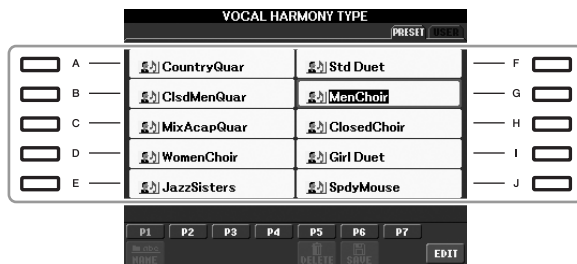 VOCAL HARMONY TYPE
PRESET USER
A CountryQuar Std Duet F
B ClsdMenQuar MenChoir G
C MixAcapQuar ClosedChoir H
D WomenChoir Girl Duet I
E JazzSisters SpdyMouse J
P1 P2 P3 P4 P5 P6 P7
NAME DELETE SAVE EDIT